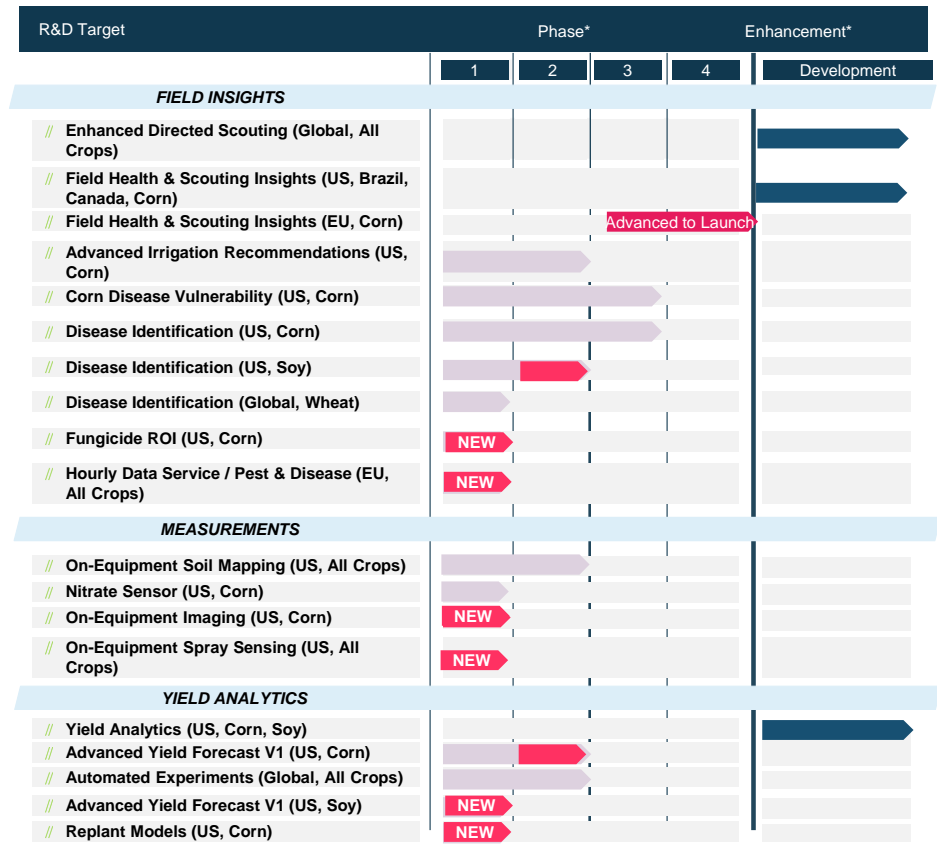 R&D Target Phase* Enhancement*
1 2 3 4 Development
FIELD INSIGHTS
// Enhanced Directed Scouting (Global, All
Crops)
// Field Health & Scouting Insights (US, Brazil,
Canada, Corn)
// Field Health & Scouting Insights (EU, Corn) Advanced to Launch
// Advanced Irrigation Recommendations (US,
Corn)
// Corn Disease Vulnerability (US, Corn)
// Disease Identification (US, Corn)
// Disease Identification (US, Soy)
// Disease Identification (Global, Wheat)
// Fungicide ROI (US, Corn) NEW
// Hourly Data Service / Pest & Disease (EU,
All Crops) NEW
MEASUREMENTS
// On-Equipment Soil Mapping (US, All Crops)
// Nitrate Sensor (US, Corn)
// On-Equipment Imaging (US, Corn) NEW
// On-Equipment Spray Sensing (US, All
Crops) NEW
YIELD ANALYTICS
// Yield Analytics (US, Corn, Soy)
// Advanced Yield Forecast V1 (US, Corn)
// Automated Experiments (Global, All Crops)
// Advanced Yield Forecast V1 (US, Soy) NEW
// Replant Models (US, Corn) NEW